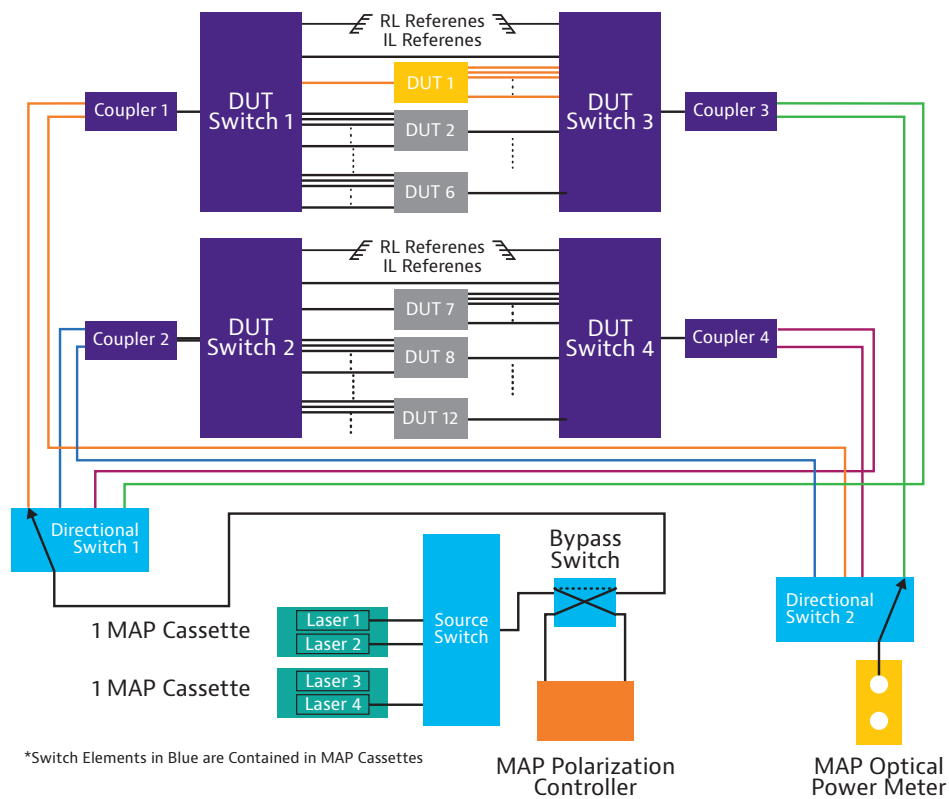 RL Referenes
IL Referenes
DUT 1
Coupler 1
DUT
Switch 1
DUT 2
DUT 6
DUT
Switch 3
Coupler 3
RL Referenes
IL Referenes
DUT 7
Coupler 2
DUT
Switch 2
DUT 8
DUT 12
DUT
Switch 4
Coupler 4
Directional
Switch 1
Bypass
Switch
Directional
Switch 2
1 MAP Cassette
Laser 1
Laser 2
Source
Switch
1 MAP Cassette
Laser 3
Laser 4
*Switch Elements in Blue are Contained in MAP Cassettes
MAP Polarization
Controller
MAP Optical
Power Meter